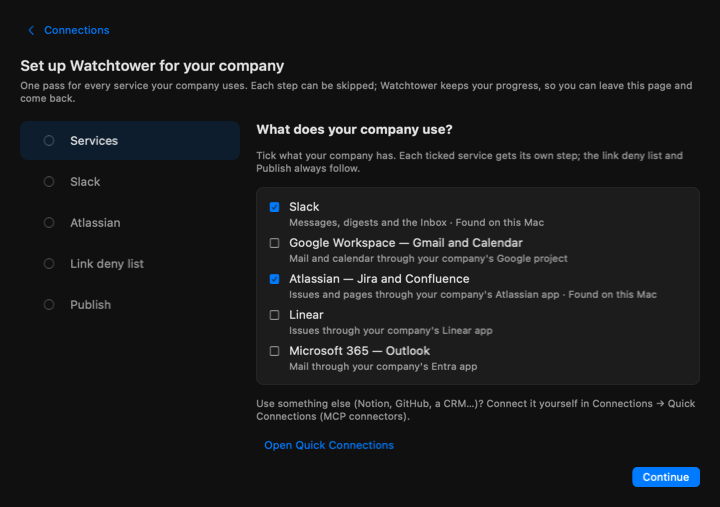 Connections
Set up Watchtower for your company
One pass for every service your company uses. Each step can be skipped; Watchtower keeps your progress, so you can leave this page and
come back.
Services
Slack
Atlassian
Link deny list
Publish
What does your company use?
Tick what your company has. Each ticked service gets its own step; the link deny list and
Publish always follow.
Slack
Messages, digests and the Inbox · Found on this Mac
Google Workspace — Gmail and Calendar
Mail and calendar through your company's Google project
Atlassian — Jira and Confluence
Issues and pages through your company's Atlassian app · Found on this Mac
Linear
Issues through your company's Linear app
Microsoft 365 — Outlook
Mail through your company's Entra app
Use something else (Notion, GitHub, a CRM…)? Connect it yourself in Connections → Quick
Connections (MCP connectors).
Open Quick Connections
Continue